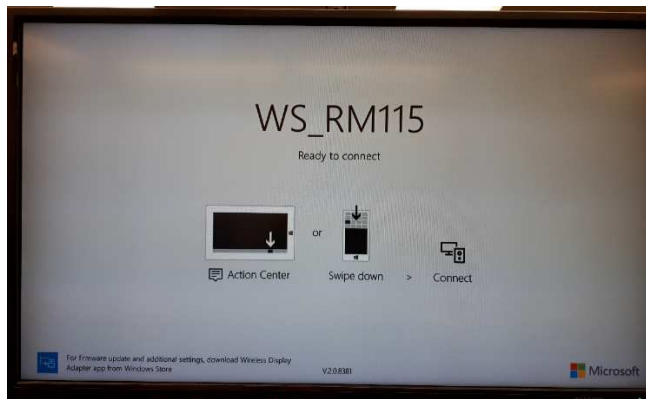 WS_RM115
Ready to connect
or
Action Center
Swipe down
>
Connect
For firmware update and additional settings, download Wireless Display
Adapter app from Windows Store
V2.0.8381
Microsoft